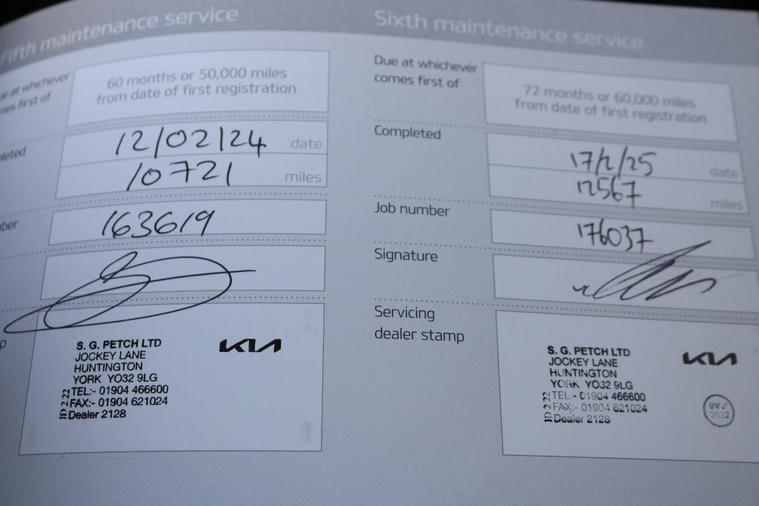 Fifth maintenance service
60 months or 50,000 miles
from date of first registration
12/02/24 date
10721 miles
163619
S. G. PETCH LTD
JOCKEY LANE
HUNTINGTON
YORK YO32 9LG
TEL:- 01904 466600
FAX:- 01904 621024
Dealer 2128
KIA
Sixth maintenance service
Due at whichever
comes first of
72 months or 60,000 miles
from date of first registration
Completed
17/2/25 date
12567 miles
Job number
176037
Signature
Servicing
dealer stamp
S. G. PETCH LTD
JOCKEY LANE
HUNTINGTON
YORK YO32 9LG
TEL:- 01904 466600
FAX:- 01904 621024
Dealer 2128
KIA